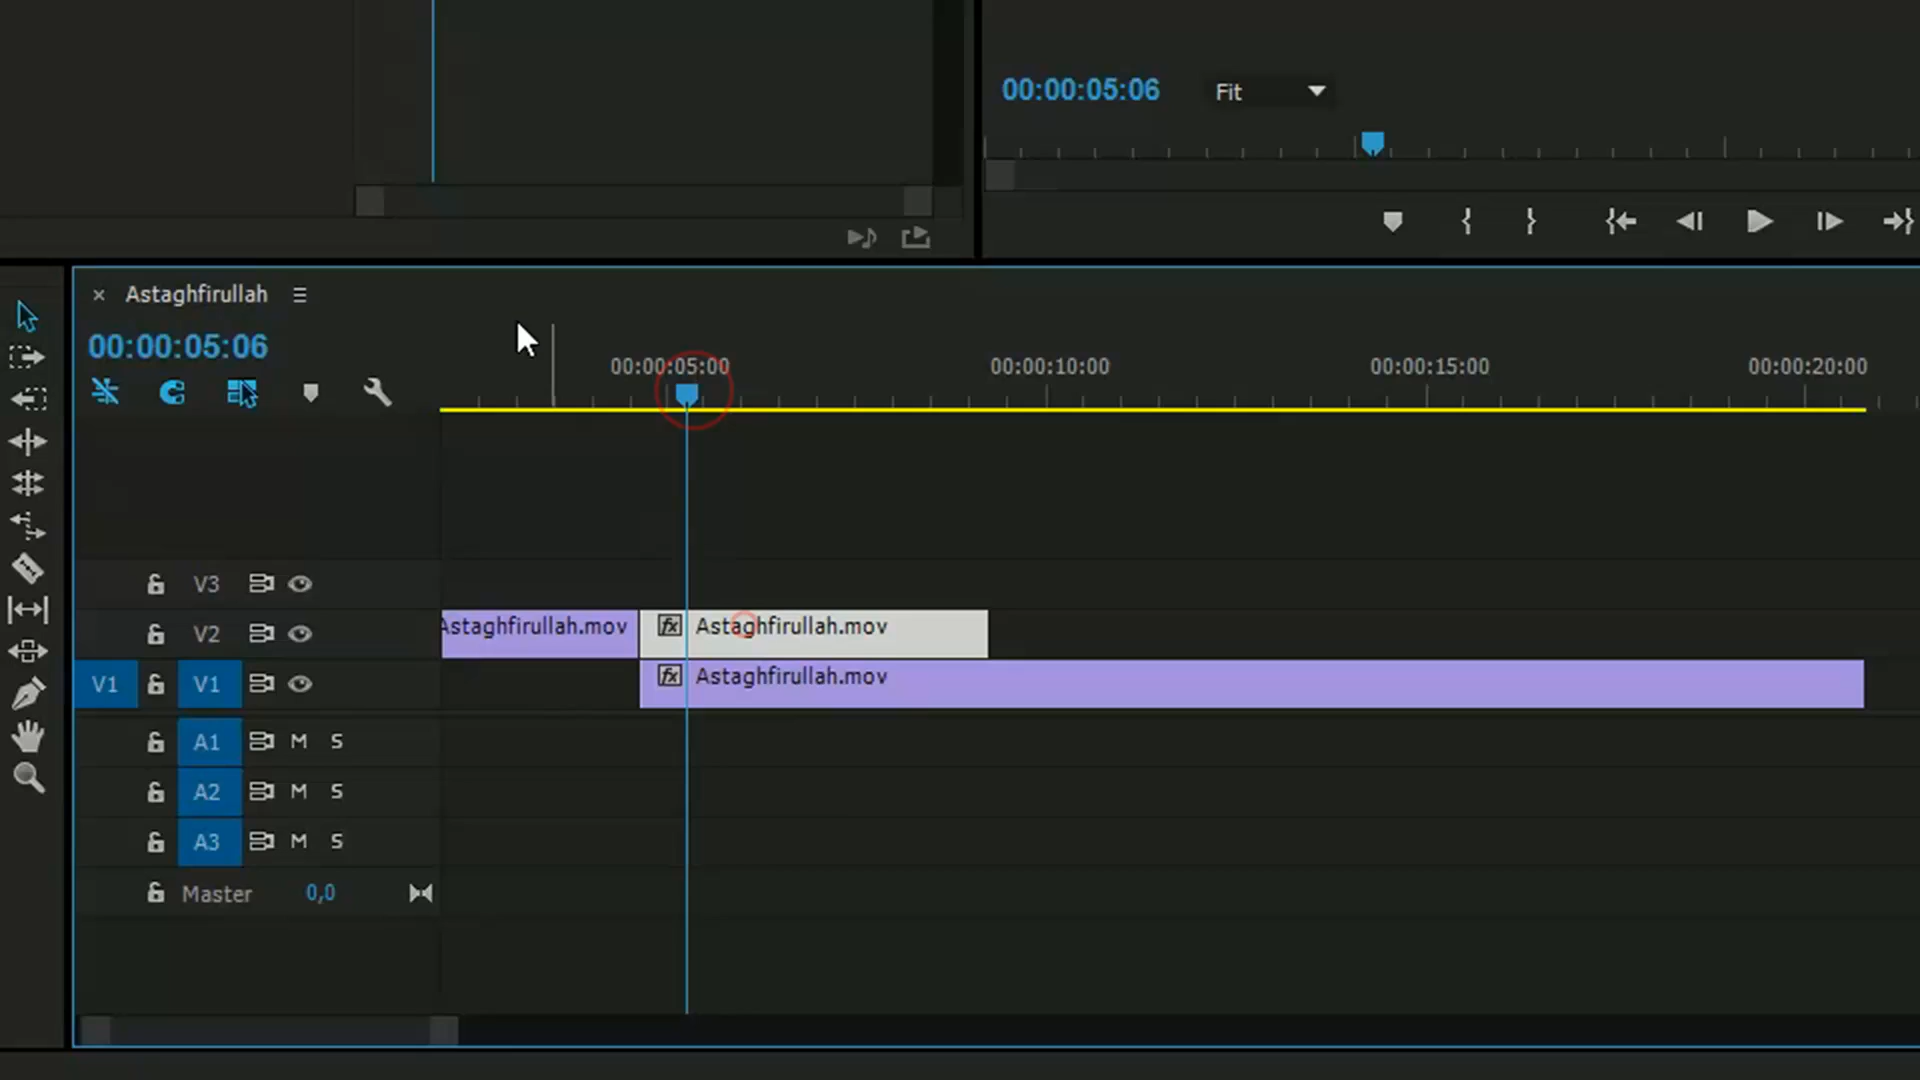 00:00:05:06 Fit
Astaghfirullah
00:00:05:06
00:00:05:00 00:00:10:00 00:00:15:00 00:00:20:00
V3
V2 Astaghfirullah.mov fx Astaghfirullah.mov
V1 V1 fx Astaghfirullah.mov
A1 M S
A2 M S
A3 M S
Master 0,0